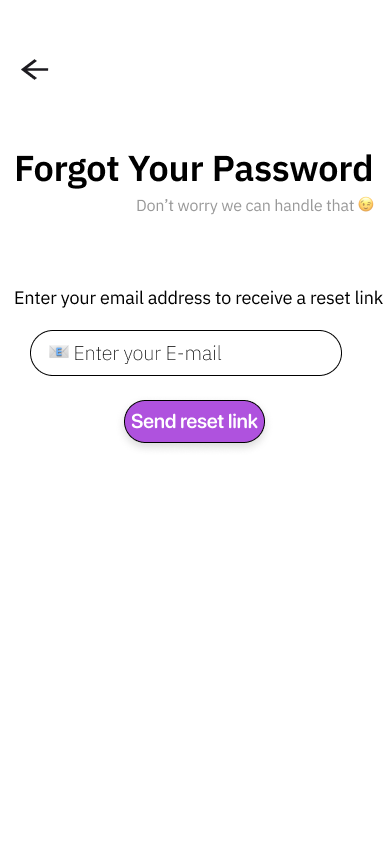 Forgot Your Password
Don’t worry we can handle that 😉
Enter your email address to receive a reset link
📧 Enter your E-mail
Send reset link